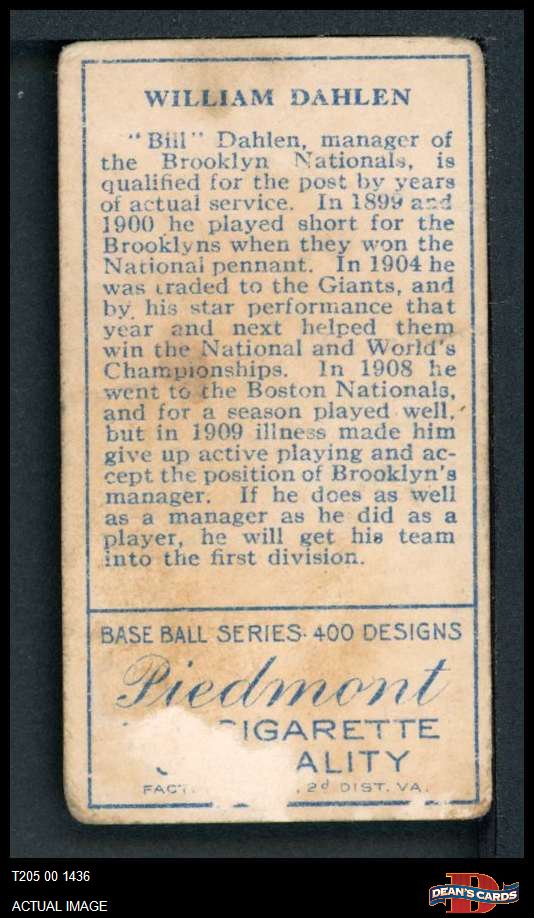 WILLIAM DAHLEN
"Bill" Dahlen, manager of
the Brooklyn Nationals, is
qualified for the post by years
of actual service. In 1899 and
1900 he played short for the
Brooklyns when they won the
National pennant. In 1904 he
was traded to the Giants, and
by his star performance that
year and next helped them
win the National and World's
Championships. In 1908 he
went to the Boston Nationals,
and for a season played well,
but in 1909 illness made him
give up active playing and ac-
cept the position of Brooklyn's
manager. If he does as well
as a manager as he did as a
player, he will get his team
into the first division.
BASE BALL SERIES· 400 DESIGNS
Piedmont
CIGARETTE
ALITY
FACT. , 2d DIST. VA.
T205 00 1436
ACTUAL IMAGE
D
DEAN'S CARDS